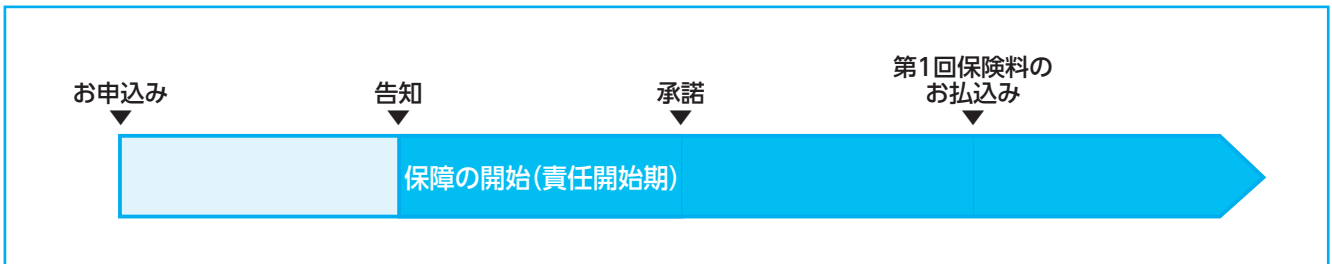 お申込み
告知
承諾
第1回保険料の
お払込み
保障の開始(責任開始期)